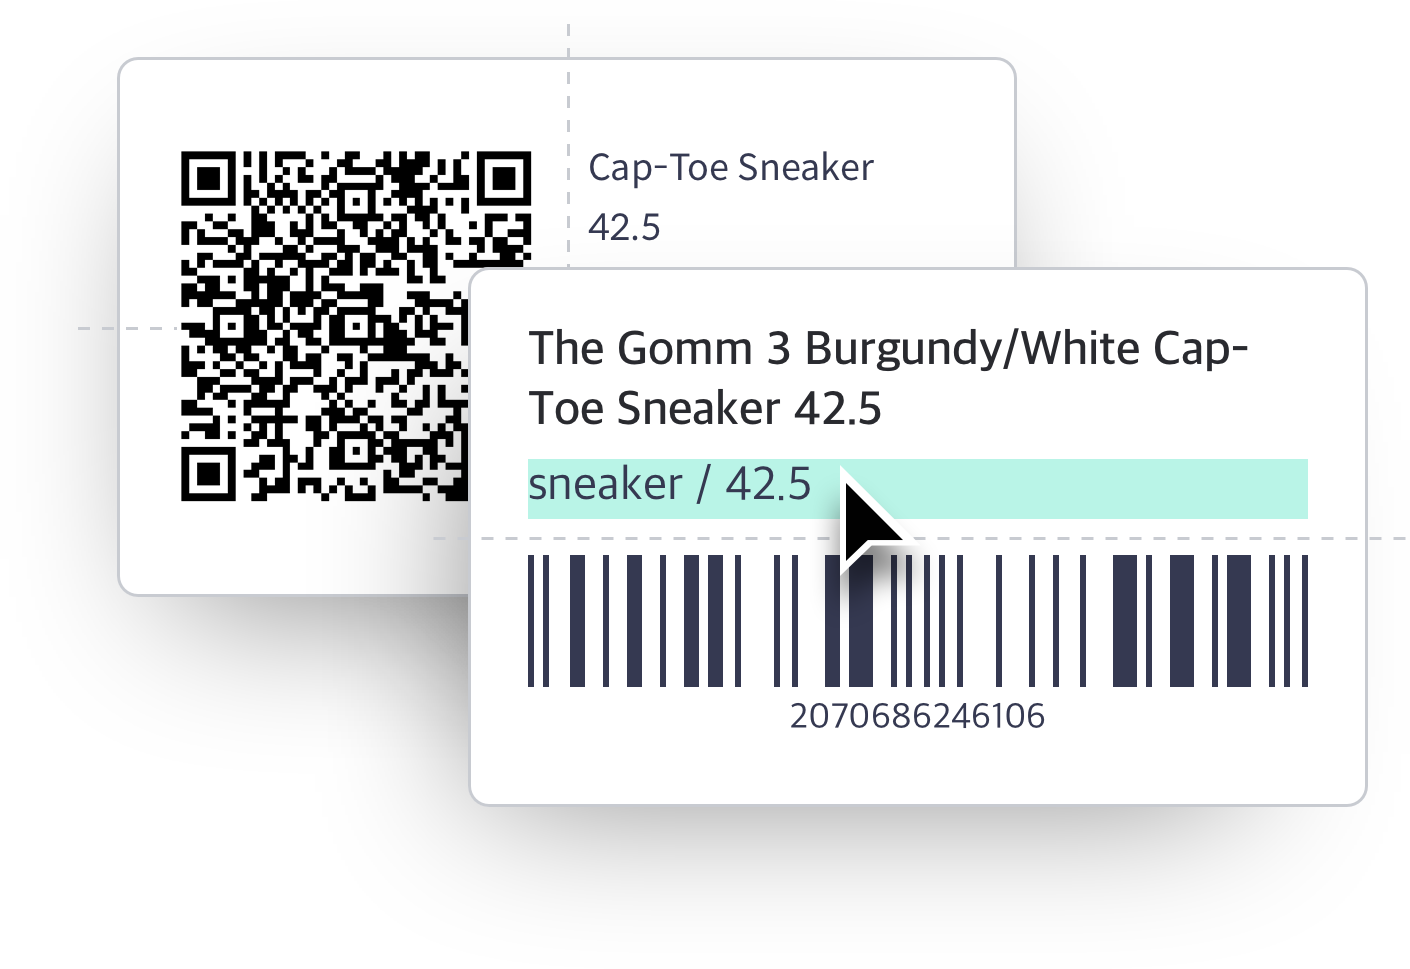 Cap-Toe Sneaker
42.5
The Gomm 3 Burgundy/White Cap-
Toe Sneaker 42.5
sneaker / 42.5
2070686246106